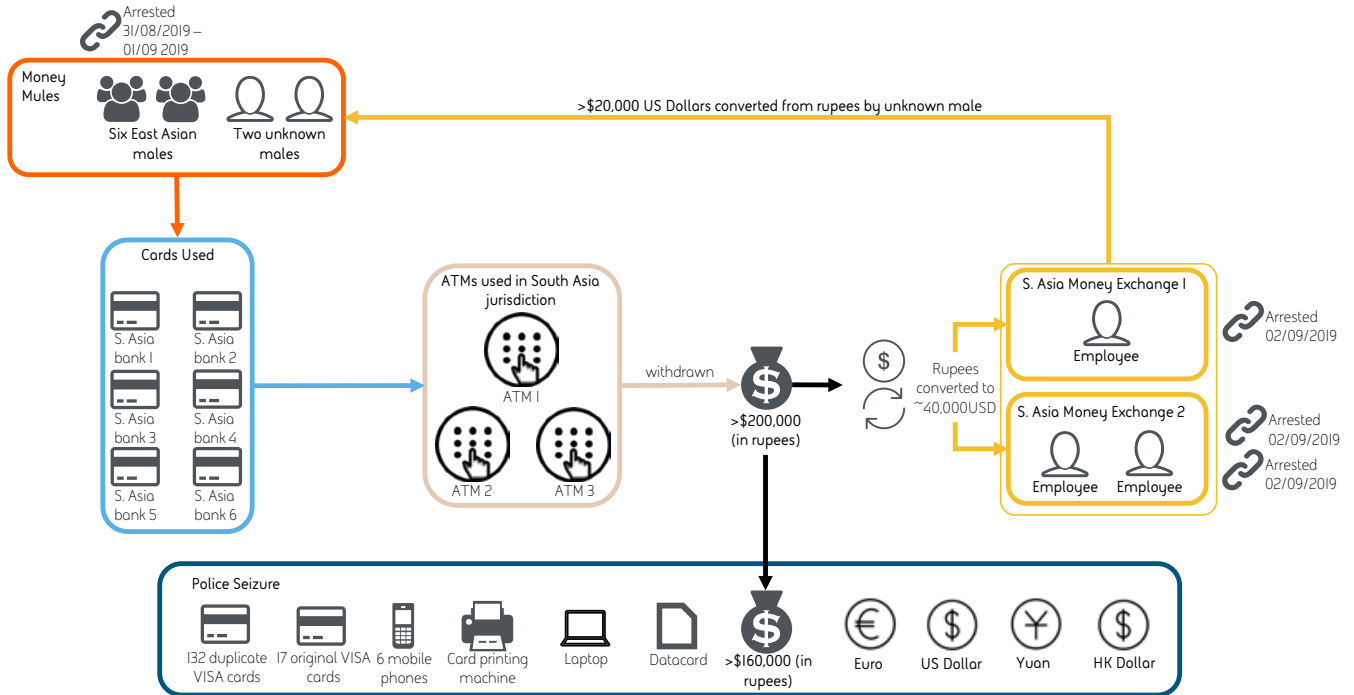 Arrested
31/08/2019 –
01/09 2019
Money
Mules
Six East Asian
males
Two unknown
males
>$20,000 US Dollars converted from rupees by unknown male
Cards Used
S. Asia
bank 1
S. Asia
bank 2
S. Asia
bank 3
S. Asia
bank 4
S. Asia
bank 5
S. Asia
bank 6
ATMs used in South Asia
jurisdiction
ATM 1
ATM 2
ATM 3
withdrawn
$
>$200,000
(in rupees)
$
Rupees
converted to
~40,000USD
S. Asia Money Exchange 1
Employee
Arrested
02/09/2019
S. Asia Money Exchange 2
Employee
Employee
Arrested
02/09/2019
Arrested
02/09/2019
Police Seizure
132 duplicate
VISA cards
17 original VISA
cards
6 mobile
phones
Card printing
machine
Laptop
Datacard
$
>$160,000 (in
rupees)
€
Euro
$
US Dollar
¥
Yuan
$
HK Dollar